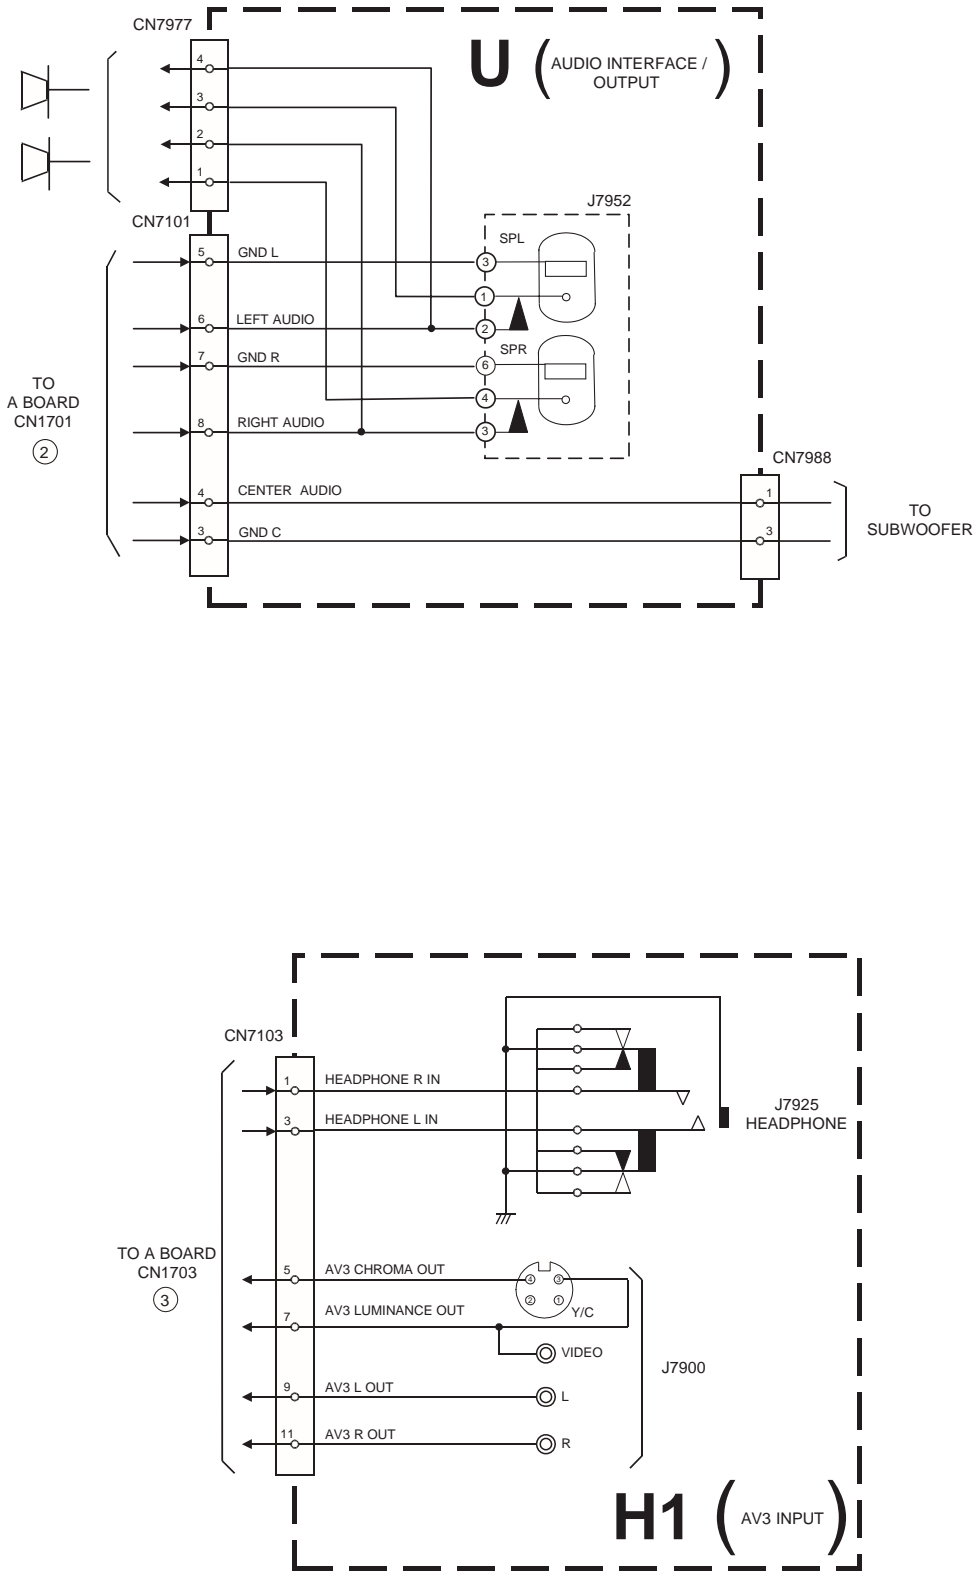 CN7977
U
AUDIO INTERFACE /
OUTPUT
4
3
2
1
CN7101
J7952
5 GND L
SPL
3
1
6 LEFT AUDIO
2
7 GND R
SPR
6
4
8 RIGHT AUDIO
3
TO
A BOARD
CN1701
2
4 CENTER AUDIO
3 GND C
CN7988
1
3
TO
SUBWOOFER
CN7103
1 HEADPHONE R IN
3 HEADPHONE L IN
J7925
HEADPHONE
TO A BOARD
CN1703
3
5 AV3 CHROMA OUT
4 3
2 1
Y/C
7 AV3 LUMINANCE OUT
VIDEO
J7900
9 AV3 L OUT
L
11 AV3 R OUT
R
H1
AV3 INPUT